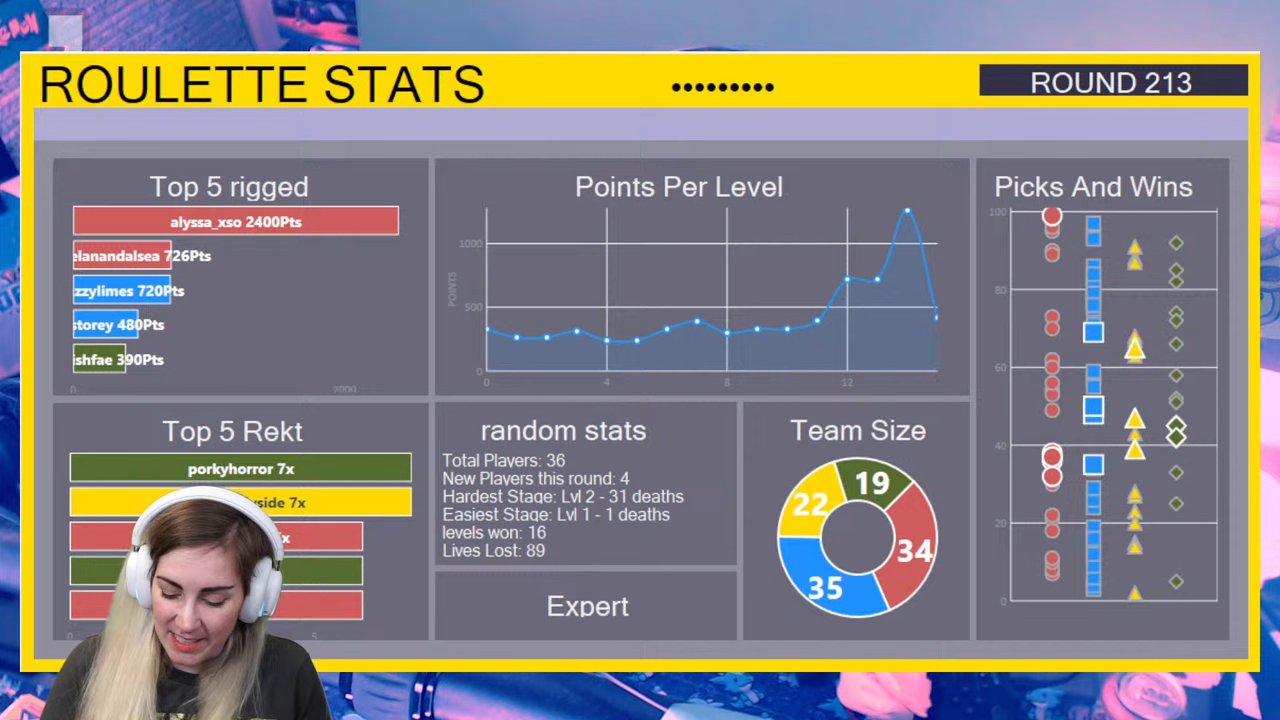 ROULETTE STATS
•••••••••
ROUND 213
Top 5 rigged
alyssa_xso 2400Pts
elanandalsea 726Pts
zzylimes 720Pts
storey 480Pts
ishfae 390Pts
0 2000
Points Per Level
POINTS
1000
500
0
0 4 8 12
Picks And Wins
100
80
60
40
20
0
Top 5 Rekt
porkyhorror 7x
side 7x
x
0 5
random stats
Total Players: 36
New Players this round: 4
Hardest Stage: Lvl 2 - 31 deaths
Easiest Stage: Lvl 1 - 1 deaths
levels won: 16
Lives Lost: 89
Expert
Team Size
19
22
34
35